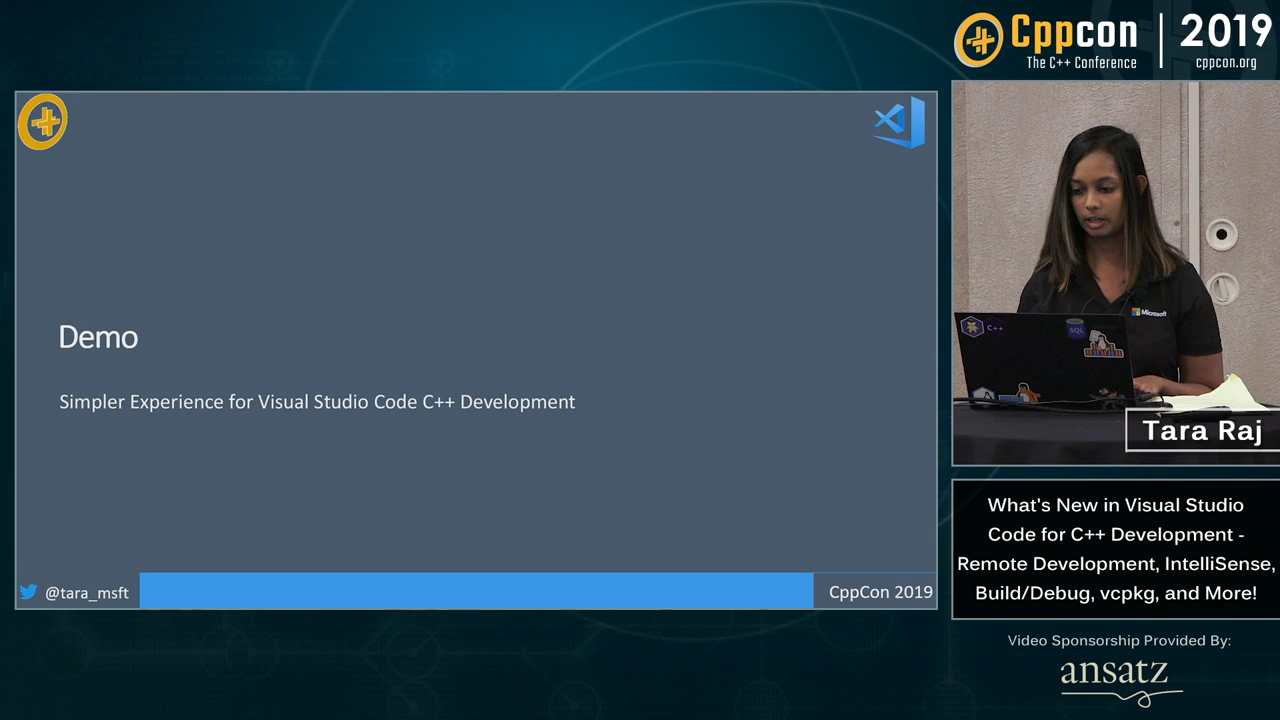 Cppcon | 2019
The C++ Conference
cppcon.org
Demo
Simpler Experience for Visual Studio Code C++ Development
@tara_msft
CppCon 2019
Microsoft
C++
SQL
Tara Raj
What's New in Visual Studio
Code for C++ Development -
Remote Development, IntelliSense,
Build/Debug, vcpkg, and More!
Video Sponsorship Provided By:
ansatz